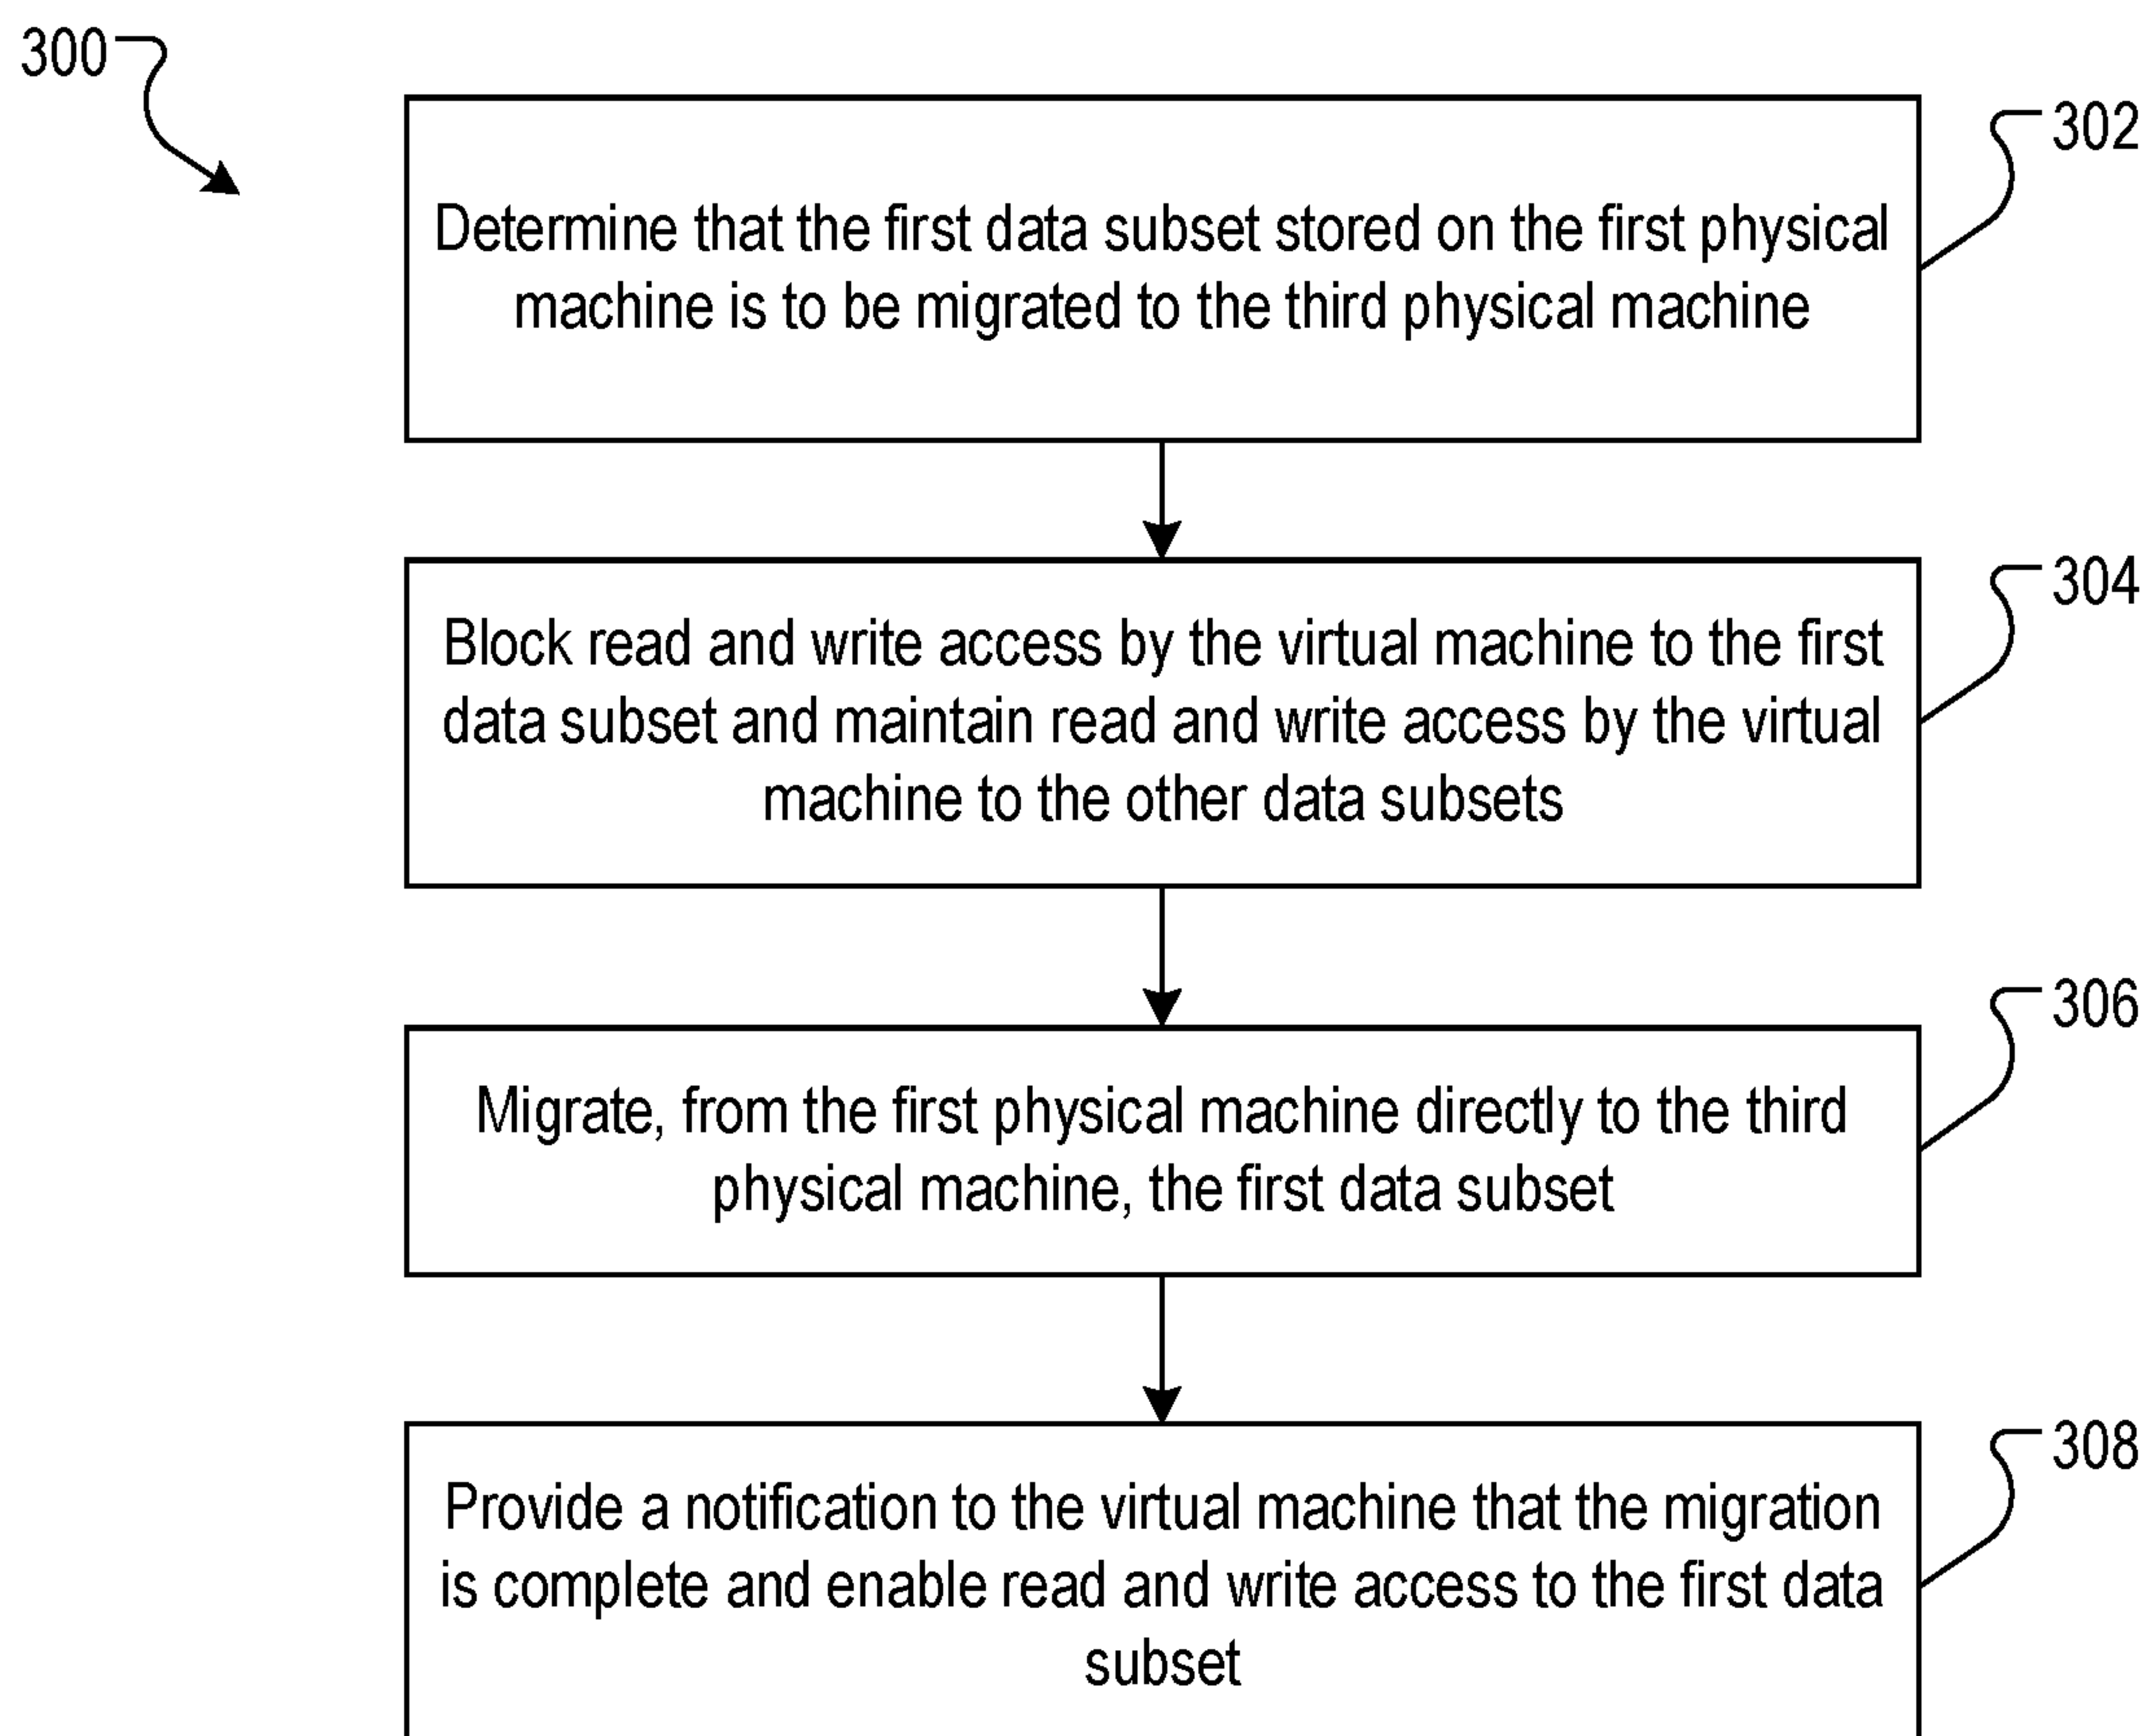 300
302
Determine that the first data subset stored on the first physical
machine is to be migrated to the third physical machine
304
Block read and write access by the virtual machine to the first
data subset and maintain read and write access by the virtual
machine to the other data subsets
306
Migrate, from the first physical machine directly to the third
physical machine, the first data subset
308
Provide a notification to the virtual machine that the migration
is complete and enable read and write access to the first data
subset